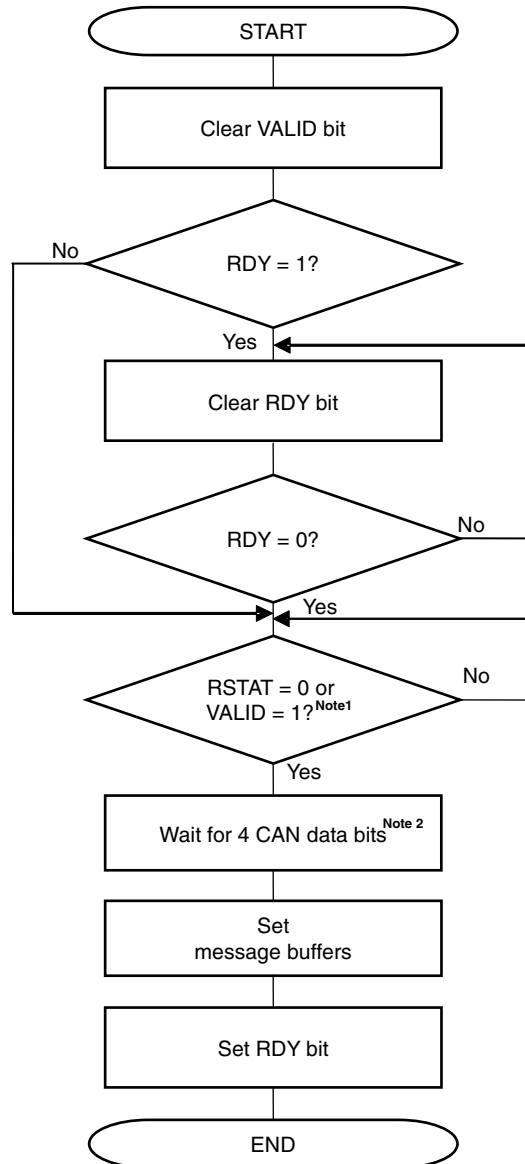 START
Clear VALID bit
RDY = 1?
No
Yes
Clear RDY bit
RDY = 0?
No
Yes
RSTAT = 0 or
VALID = 1?Note1
No
Yes
Wait for 4 CAN data bitsNote 2
Set
message buffers
Set RDY bit
END